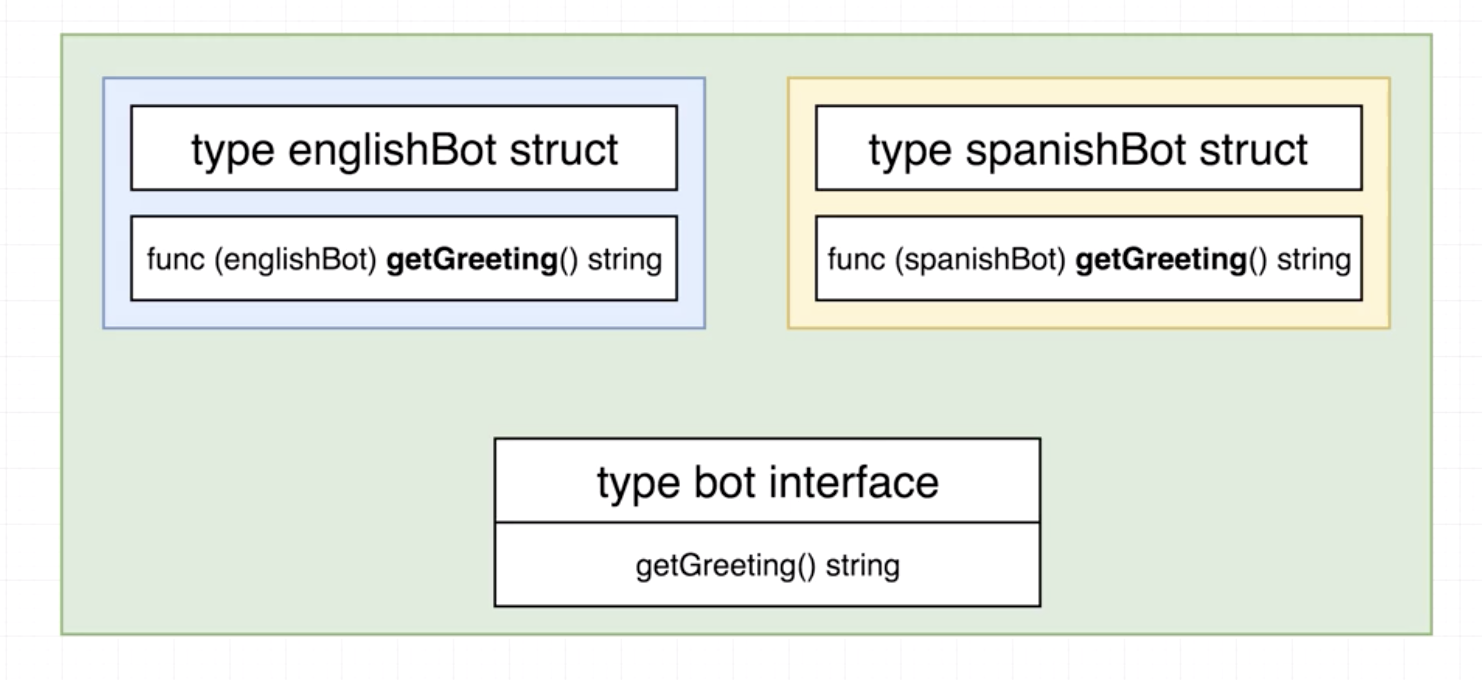 type englishBot struct
func (englishBot) getGreeting() string
type spanishBot struct
func (spanishBot) getGreeting() string
type bot interface
getGreeting() string